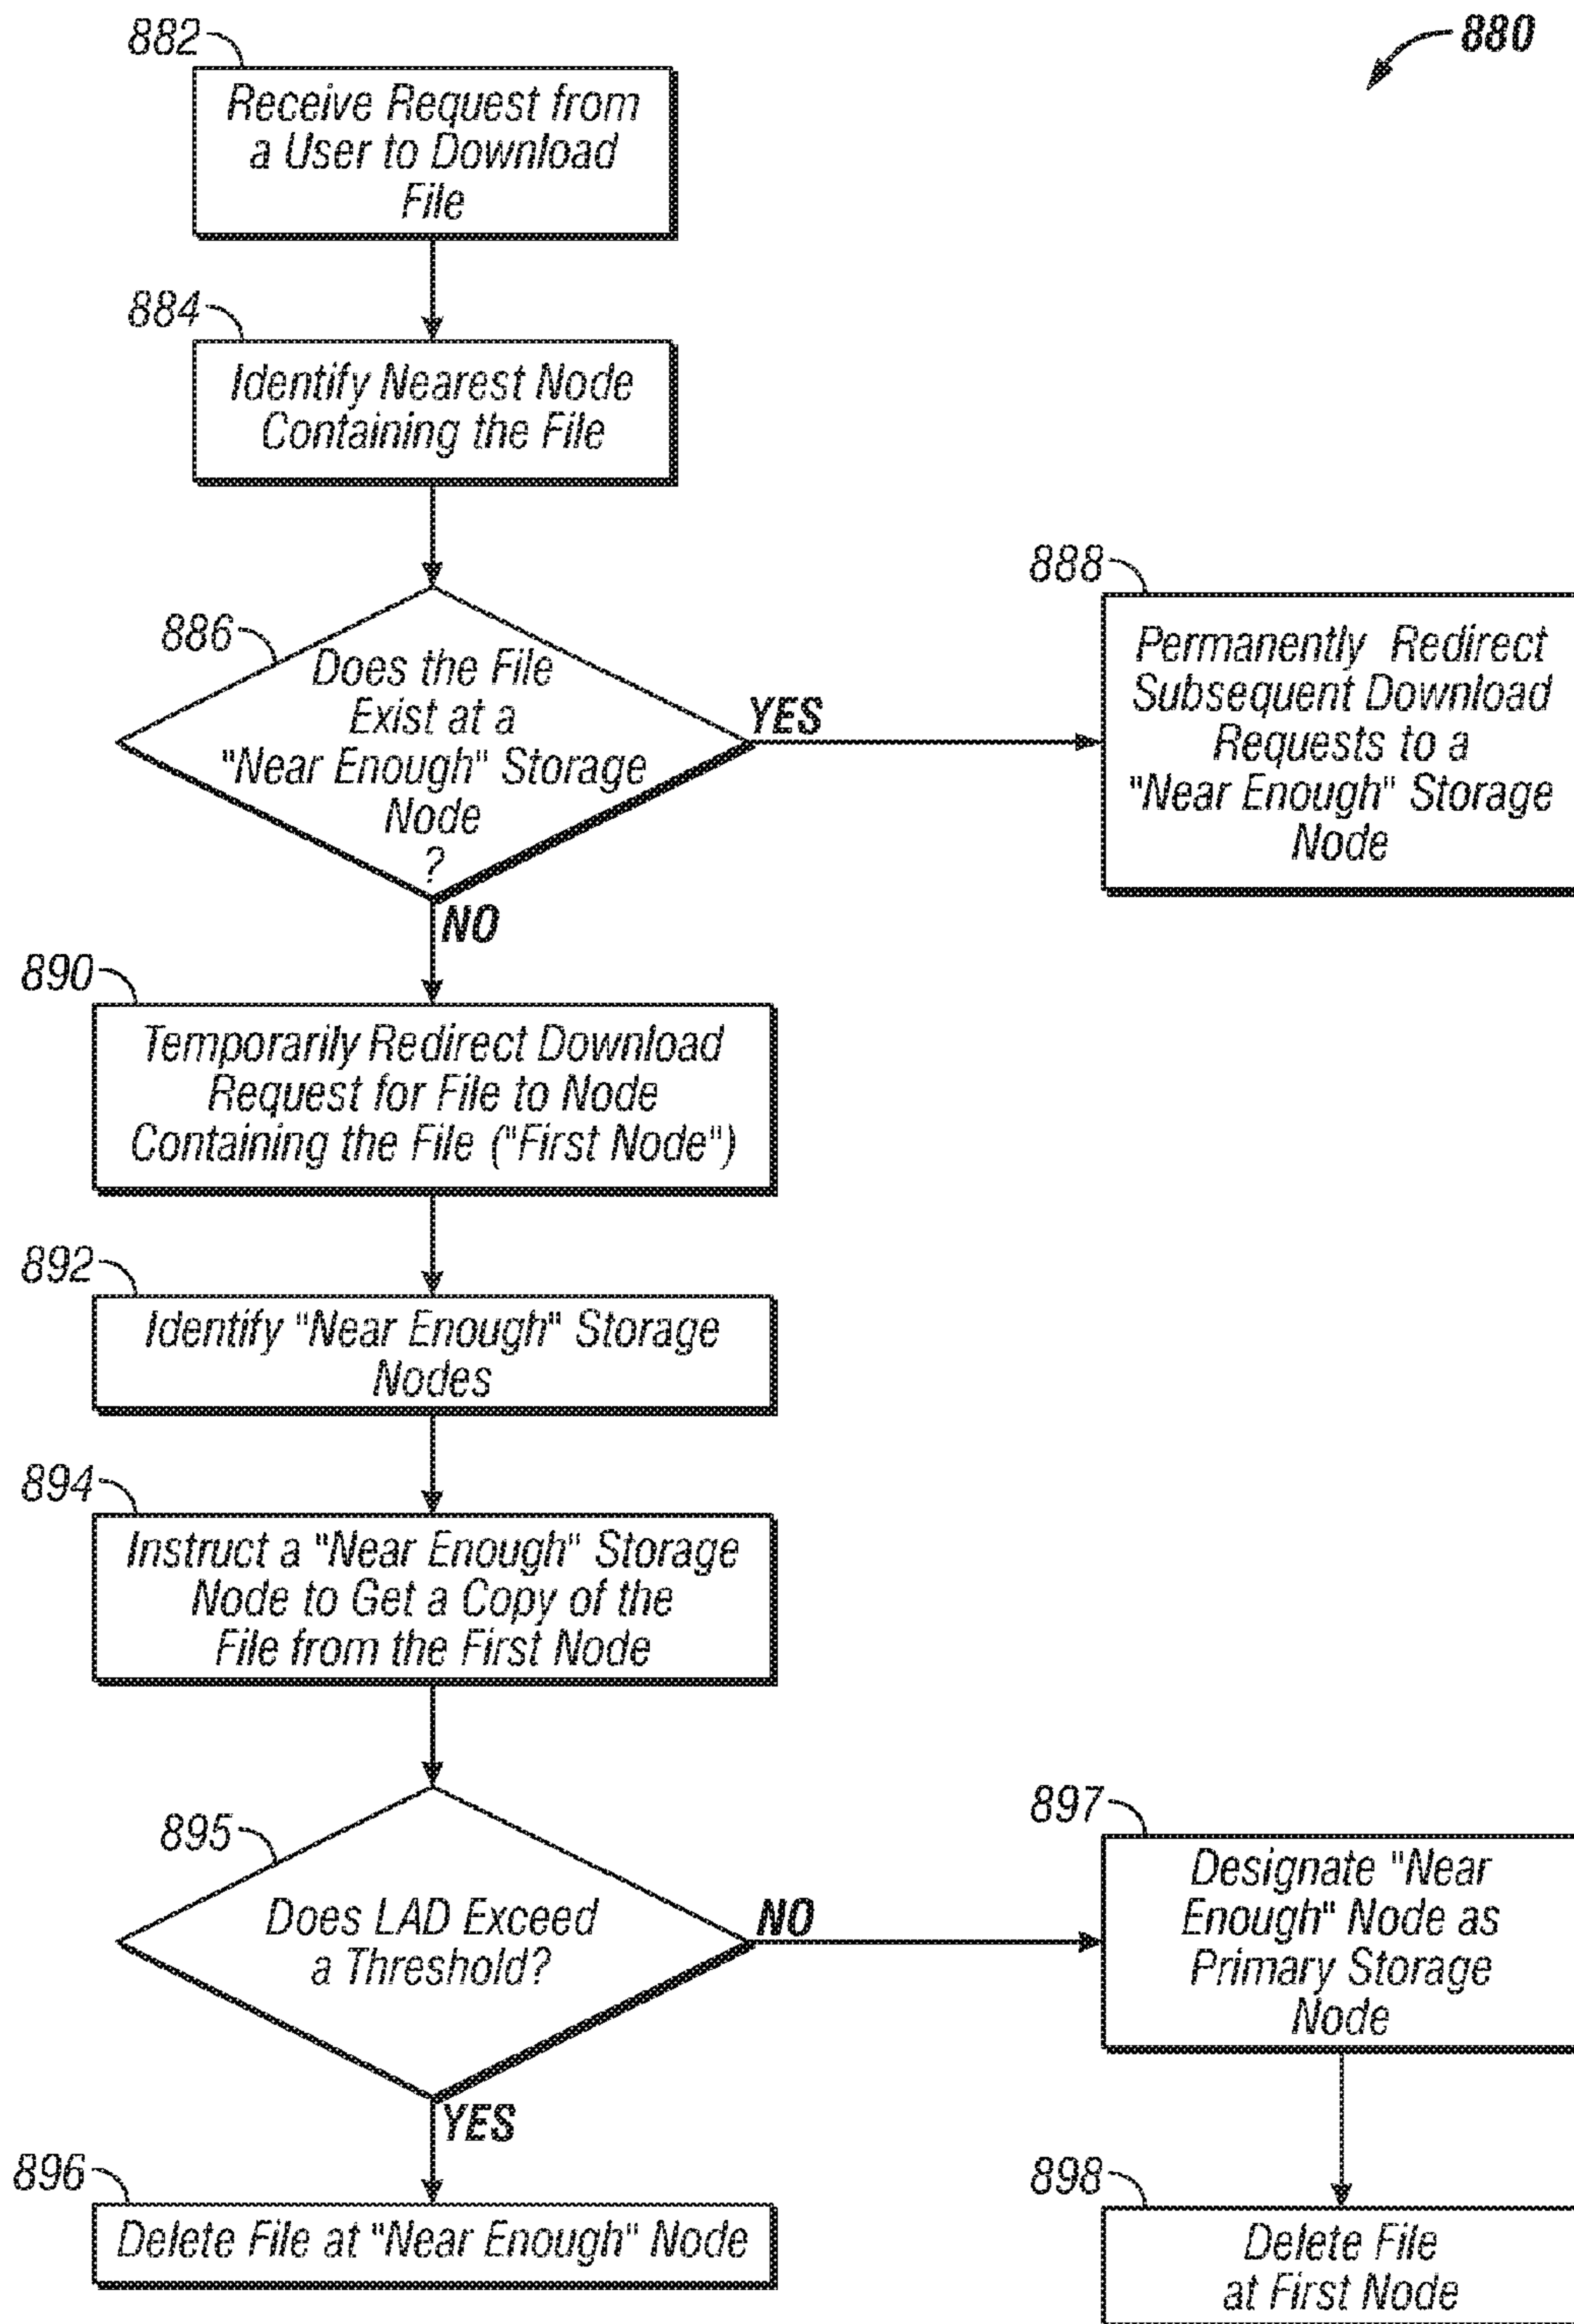 880
882
Receive Request from
a User to Download
File
884
Identify Nearest Node
Containing the File
886
Does the File
Exist at a
"Near Enough" Storage
Node
?
YES
NO
888
Permanently Redirect
Subsequent Download
Requests to a
"Near Enough" Storage
Node
890
Temporarily Redirect Download
Request for File to Node
Containing the File ("First Node")
892
Identify "Near Enough" Storage
Nodes
894
Instruct a "Near Enough" Storage
Node to Get a Copy of the
File from the First Node
895
Does LAD Exceed
a Threshold?
NO
YES
897
Designate "Near
Enough" Node as
Primary Storage
Node
896
Delete File at "Near Enough" Node
898
Delete File
at First Node